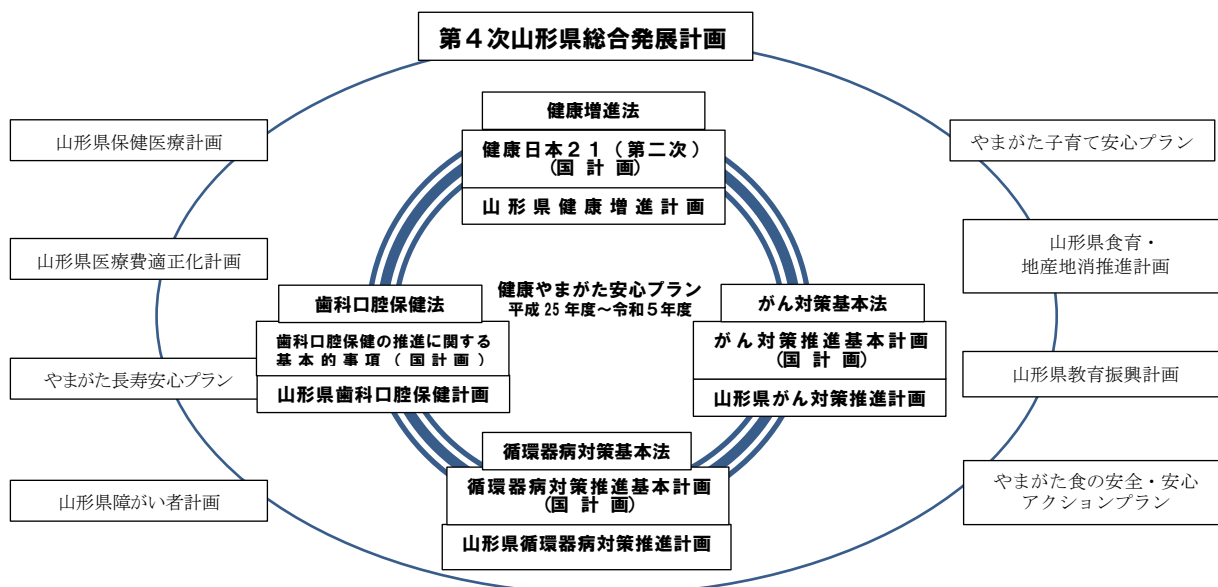 第４次山形県総合発展計画
健康増進法
健康日本２１（第二次）
(国 計 画)
山形県健康増進計画
山形県保健医療計画
やまがた子育て安心プラン
山形県医療費適正化計画
山形県食育・
地産地消推進計画
健康やまがた安心プラン
平成 25 年度～令和５年度
歯科口腔保健法
歯科口腔保健の推進に関する
基本的事項（国計画）
山形県歯科口腔保健計画
がん対策基本法
がん対策推進基本計画
(国 計 画)
山形県がん対策推進計画
やまがた長寿安心プラン
山形県教育振興計画
循環器病対策基本法
循環器病対策推進基本計画
(国 計 画)
山形県循環器病対策推進計画
山形県障がい者計画
やまがた食の安全・安心
アクションプラン